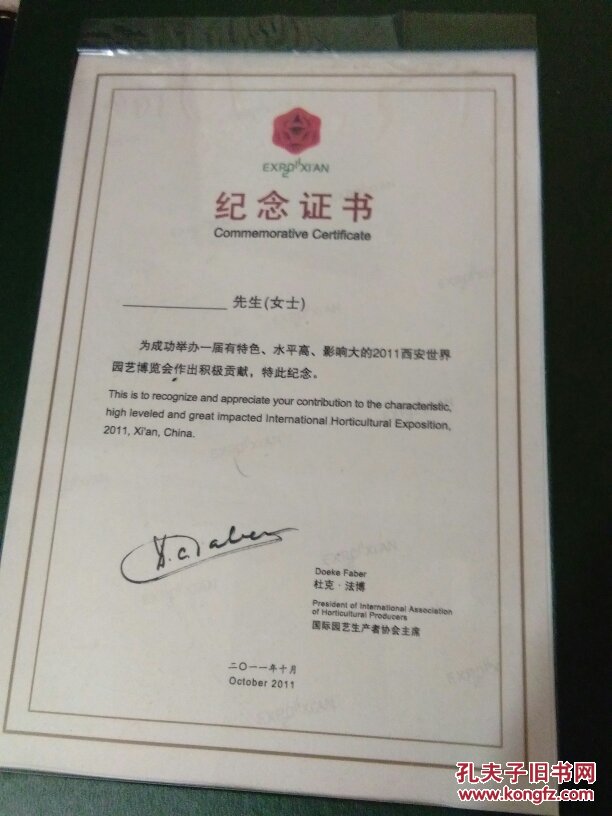 EXPO XI'AN
纪念证书
Commemorative Certificate
先生(女士)
为成功举办一届有特色、水平高、影响大的2011西安世界
园艺博览会作出积极贡献，特此纪念。
This is to recognize and appreciate your contribution to the characteristic,
high leveled and great impacted International Horticultural Exposition,
2011, Xi'an, China.
D.C. Faber
Doeke Faber
杜克·法博
President of International Association
of Horticultural Producers
国际园艺生产者协会主席
二〇一一年十月
October 2011
孔夫子旧书网
www.kongfz.com